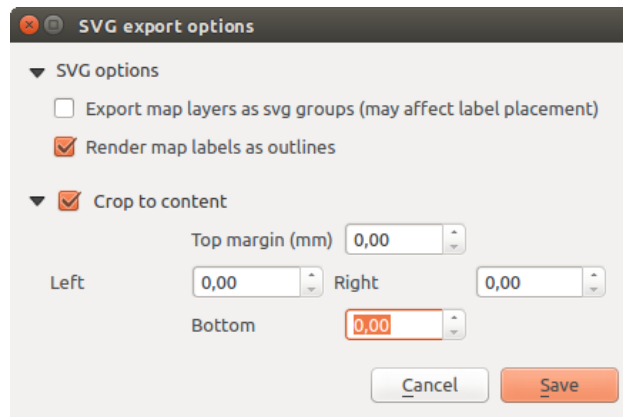 SVG export options
SVG options
Export map layers as svg groups (may affect label placement)
Render map labels as outlines
Crop to content
Top margin (mm) 0,00
Left 0,00 Right 0,00
Bottom 0,00
Cancel Save